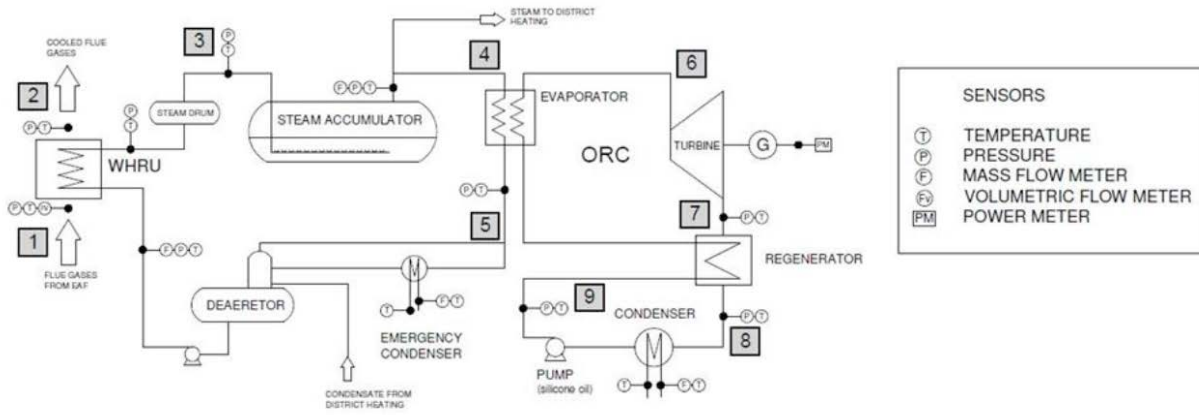 STEAM TO DISTRICT
HEATING
COOLED FLUE
GASES
3
P
T
4
6
2
P
T
F P T
EVAPORATOR
SENSORS
STEAM DRUM
STEAM ACCUMULATOR
P T
WHRU
ORC
TURBINE
G
PM
T TEMPERATURE
P PRESSURE
F MASS FLOW METER
Fv VOLUMETRIC FLOW METER
PM POWER METER
P T
P T
7
P T
1
5
F P T
REGENERATOR
FLUE GASES
FROM EAF
DEAERETOR
9
T
F T
P T
CONDENSER
P T
8
EMERGENCY
CONDENSER
PUMP
(silicone oil)
T
F T
CONDENSATE FROM
DISTRICT HEATING